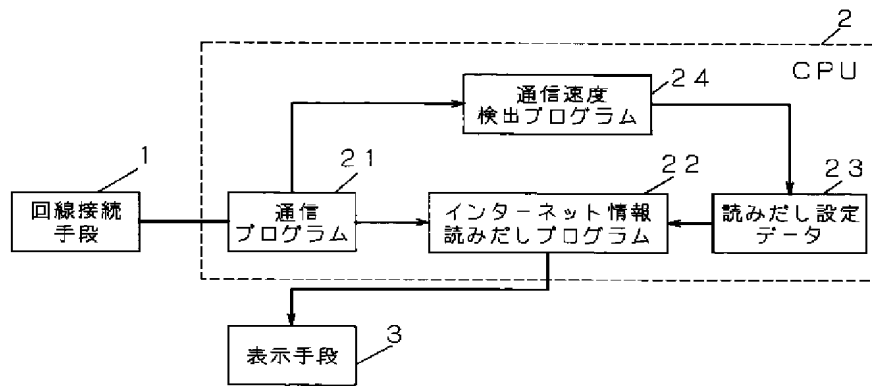 2
CPU
24
通信速度
検出プログラム
1
21
22
23
回線接続
手段
通信
プログラム
インターネット情報
読みだしプログラム
読みだし設定
データ
3
表示手段